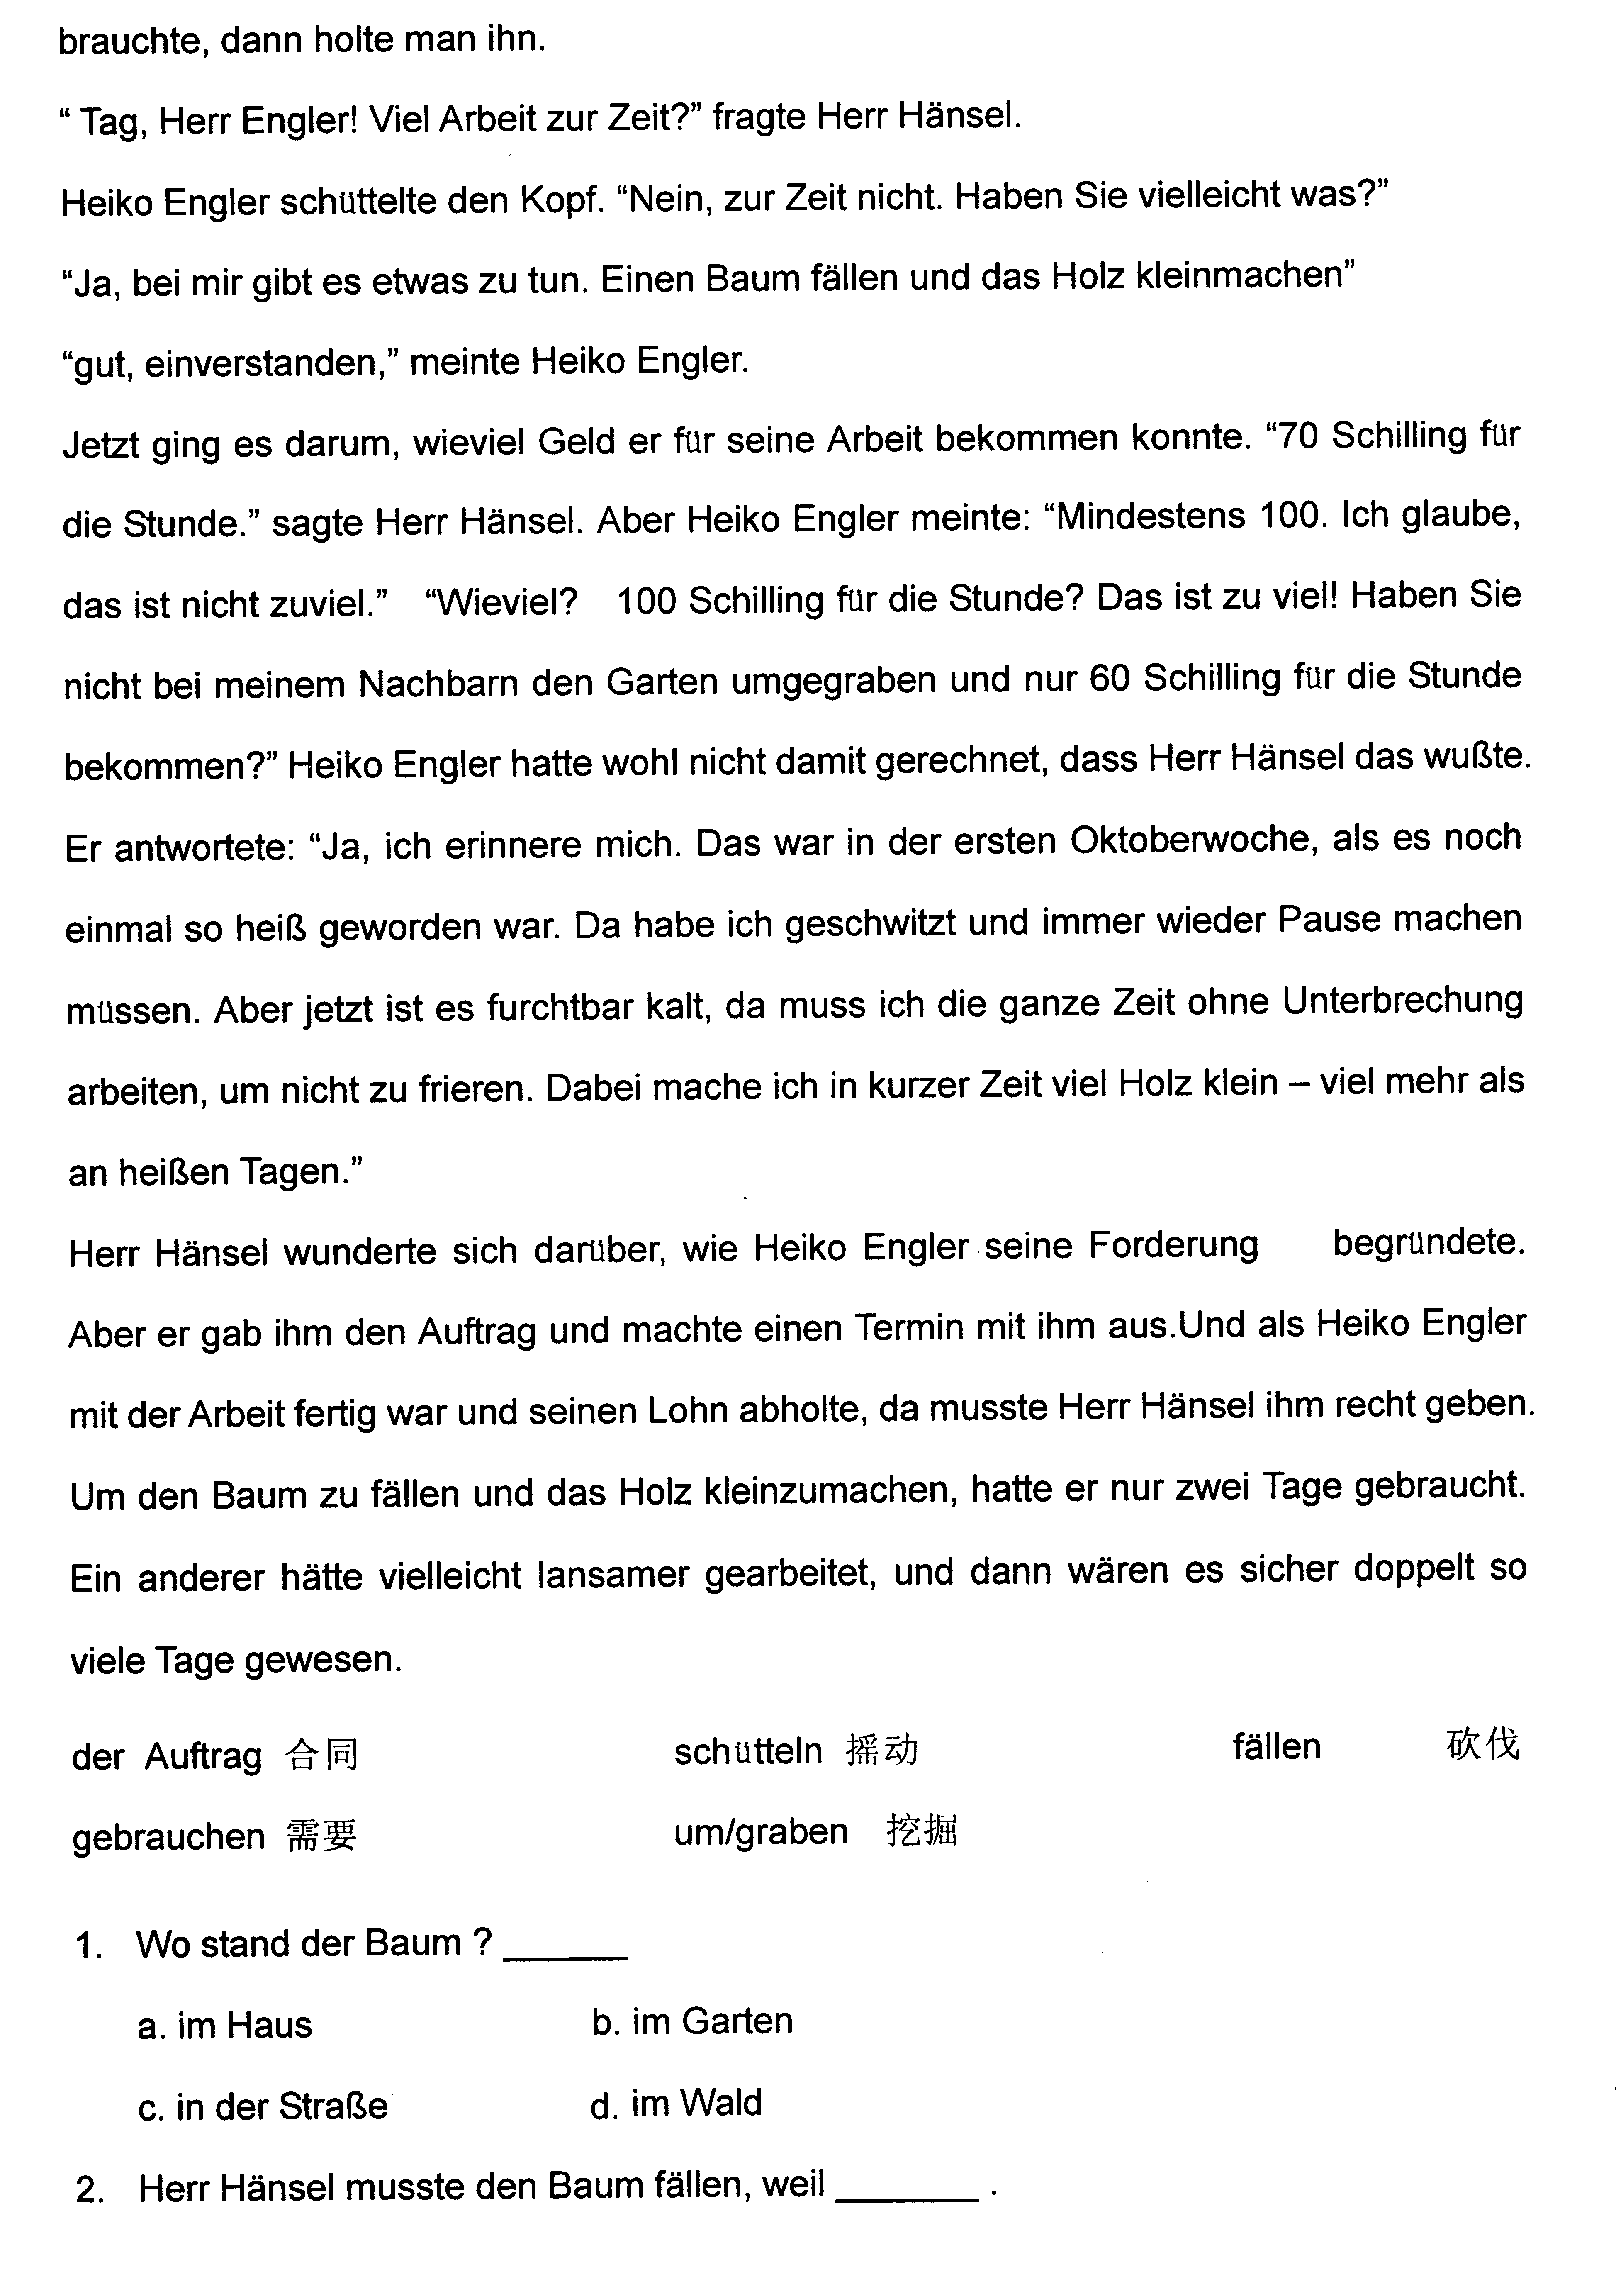 brauchte, dann holte man ihn.
“ Tag, Herr Engler! Viel Arbeit zur Zeit?” fragte Herr Hänsel.
Heiko Engler schüttelte den Kopf. “Nein, zur Zeit nicht. Haben Sie vielleicht was?”
“Ja, bei mir gibt es etwas zu tun. Einen Baum fällen und das Holz kleinmachen”
“gut, einverstanden,” meinte Heiko Engler.
Jetzt ging es darum, wieviel Geld er für seine Arbeit bekommen konnte. “70 Schilling für
die Stunde.” sagte Herr Hänsel. Aber Heiko Engler meinte: “Mindestens 100. Ich glaube,
das ist nicht zuviel.” “Wieviel? 100 Schilling für die Stunde? Das ist zu viel! Haben Sie
nicht bei meinem Nachbarn den Garten umgegraben und nur 60 Schilling für die Stunde
bekommen?” Heiko Engler hatte wohl nicht damit gerechnet, dass Herr Hänsel das wußte.
Er antwortete: “Ja, ich erinnere mich. Das war in der ersten Oktoberwoche, als es noch
einmal so heiß geworden war. Da habe ich geschwitzt und immer wieder Pause machen
müssen. Aber jetzt ist es furchtbar kalt, da muss ich die ganze Zeit ohne Unterbrechung
arbeiten, um nicht zu frieren. Dabei mache ich in kurzer Zeit viel Holz klein – viel mehr als
an heißen Tagen.”
Herr Hänsel wunderte sich darüber, wie Heiko Engler seine Forderung begründete.
Aber er gab ihm den Auftrag und machte einen Termin mit ihm aus.Und als Heiko Engler
mit der Arbeit fertig war und seinen Lohn abholte, da musste Herr Hänsel ihm recht geben.
Um den Baum zu fällen und das Holz kleinzumachen, hatte er nur zwei Tage gebraucht.
Ein anderer hätte vielleicht lansamer gearbeitet, und dann wären es sicher doppelt so
viele Tage gewesen.
der Auftrag 合同 schütteln 摇动 fällen 砍伐
gebrauchen 需要 um/graben 挖掘
1. Wo stand der Baum ? ______
a. im Haus b. im Garten
c. in der Straße d. im Wald
2. Herr Hänsel musste den Baum fällen, weil _______ .